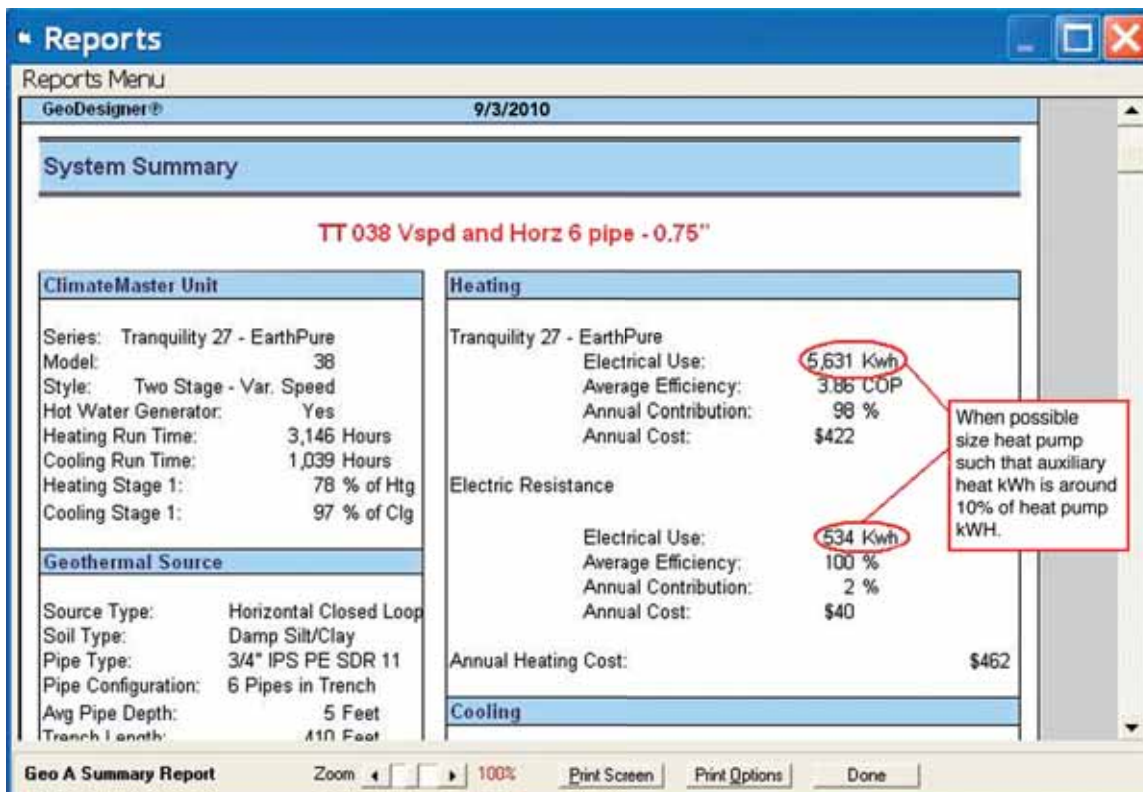 Reports
Reports Menu
GeoDesigner® 9/3/2010
System Summary
TT 038 Vspd and Horz 6 pipe - 0.75"
ClimateMaster Unit
Series: Tranquility 27 - EarthPure
Model: 38
Style: Two Stage - Var. Speed
Hot Water Generator: Yes
Heating Run Time: 3,146 Hours
Cooling Run Time: 1,039 Hours
Heating Stage 1: 78 % of Htg
Cooling Stage 1: 97 % of Clg
Geothermal Source
Source Type: Horizontal Closed Loop
Soil Type: Damp Silt/Clay
Pipe Type: 3/4" IPS PE SDR 11
Pipe Configuration: 6 Pipes in Trench
Avg Pipe Depth: 5 Feet
Trench Length: 410 Feet
Heating
Tranquility 27 - EarthPure
Electrical Use: 5,631 Kwh
Average Efficiency: 3.86 COP
Annual Contribution: 98 %
Annual Cost: $422
Electric Resistance
Electrical Use: 534 Kwh
Average Efficiency: 100 %
Annual Contribution: 2 %
Annual Cost: $40
Annual Heating Cost: $462
Cooling
When possible
size heat pump
such that auxiliary
heat kWh is around
10% of heat pump
kWH.
Geo A Summary Report Zoom 100% Print Screen Print Options Done